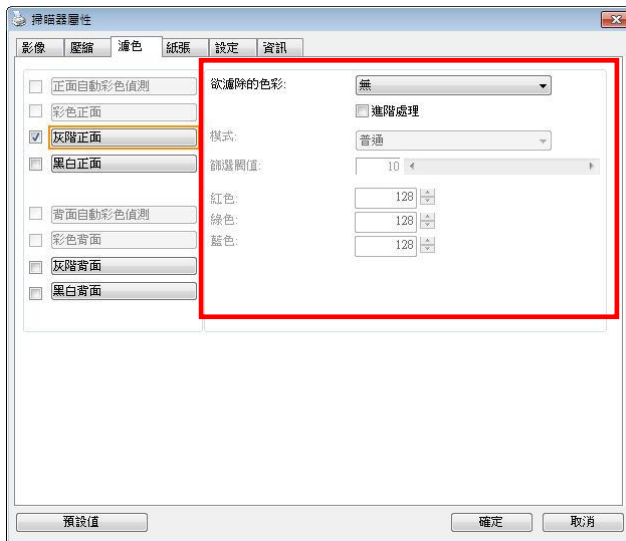 掃瞄器屬性
影像 壓縮 濾色 紙張 設定 資訊
正面自動彩色偵測
彩色正面
灰階正面
黑白正面
背面自動彩色偵測
彩色背面
灰階背面
黑白背面
欲濾除的色彩: 無
進階處理
模式: 普通
篩選閥值: 10
紅色: 128
綠色: 128
藍色: 128
預設值 確定 取消